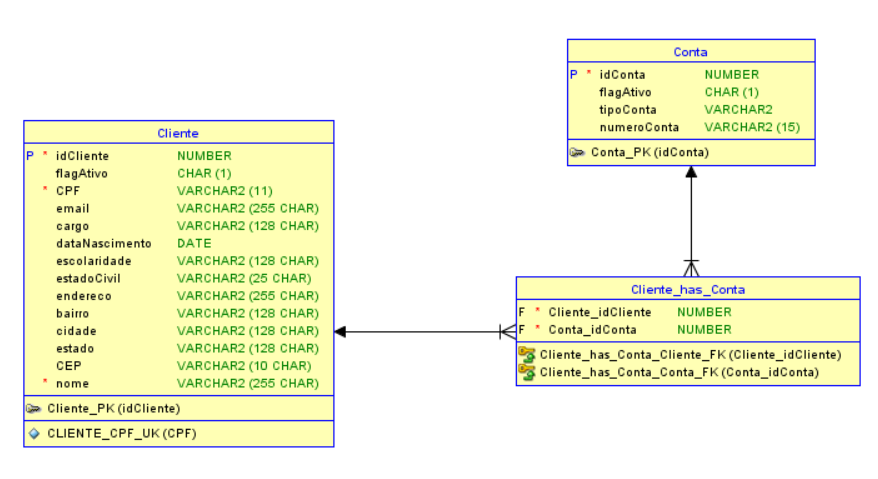 Cliente
P * idCliente NUMBER
flagAtivo CHAR (1)
* CPF VARCHAR2 (11)
email VARCHAR2 (255 CHAR)
cargo VARCHAR2 (128 CHAR)
dataNascimento DATE
escolaridade VARCHAR2 (128 CHAR)
estadoCivil VARCHAR2 (25 CHAR)
endereco VARCHAR2 (255 CHAR)
bairro VARCHAR2 (128 CHAR)
cidade VARCHAR2 (128 CHAR)
estado VARCHAR2 (128 CHAR)
CEP VARCHAR2 (10 CHAR)
* nome VARCHAR2 (255 CHAR)
Cliente_PK (idCliente)
CLIENTE_CPF_UK (CPF)
Conta
P * idConta NUMBER
flagAtivo CHAR (1)
tipoConta VARCHAR2
numeroConta VARCHAR2 (15)
Conta_PK (idConta)
Cliente_has_Conta
F * Cliente_idCliente NUMBER
F * Conta_idConta NUMBER
Cliente_has_Conta_Cliente_FK (Cliente_idCliente)
Cliente_has_Conta_Conta_FK (Conta_idConta)